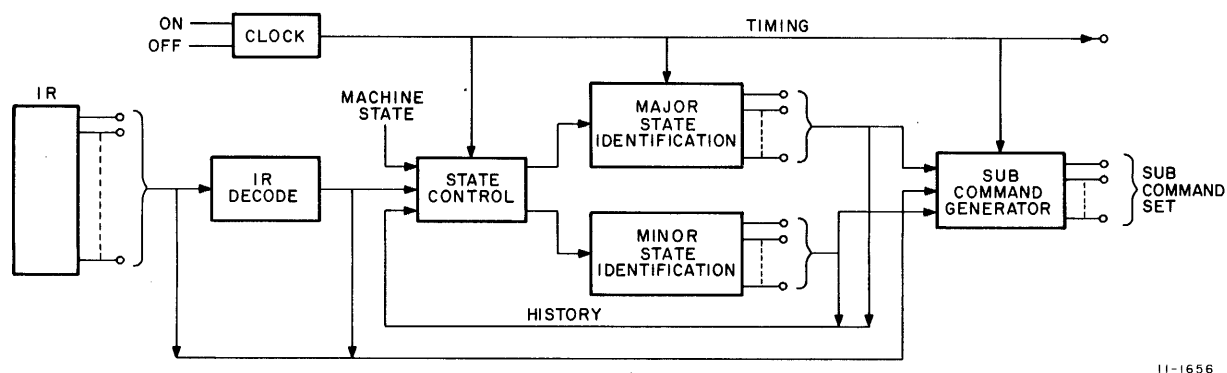 ON
OFF
CLOCK
TIMING
IR
MACHINE
STATE
MAJOR
STATE
IDENTIFICATION
IR
DECODE
STATE
CONTROL
SUB
COMMAND
GENERATOR
SUB
COMMAND
SET
MINOR
STATE
IDENTIFICATION
HISTORY
11-1656